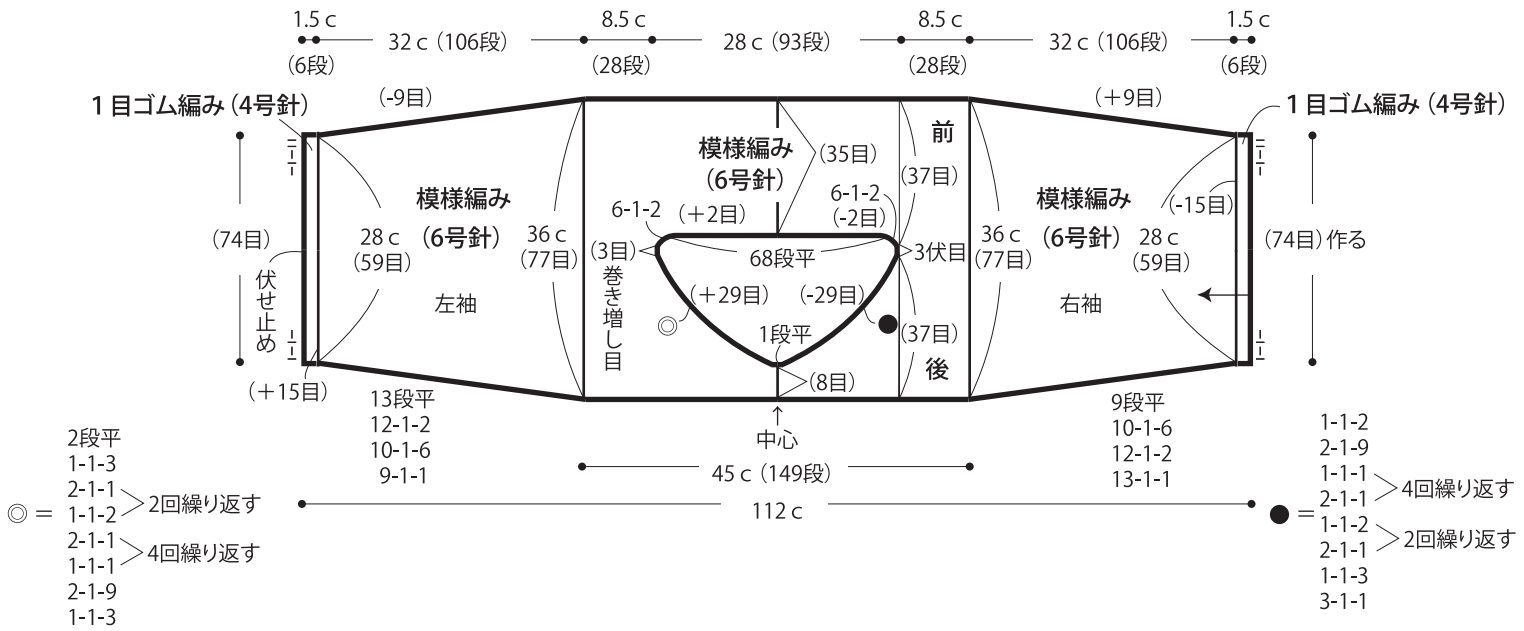 1.5 c
8.5 c
8.5 c
1.5 c
32 c (106段)
28 c (93段)
32 c (106段)
(6段)
(28段)
(28段)
(6段)
1目ゴム編み (4号針)
(-9目)
(+9目)
1目ゴム編み (4号針)
前
模様編み
(6号針)
(35目)
(37目)
模様編み
(6号針)
模様編み
(6号針)
6-1-2
(+2目)
6-1-2
(-2目)
(-15目)
(74目)
28 c
(59目)
36 c
(77目)
(3目)
巻き増し目
68段平
3伏目
36 c
(77目)
28 c
(59目)
(74目) 作る
伏せ止め
左袖
(+29目)
(-29目)
右袖
◎
●
1段平
(37目)
後
(8目)
(+15目)
13段平
12-1-2
10-1-6
9-1-1
中心
9段平
10-1-6
12-1-2
13-1-1
45 c (149段)
112 c
◎ =
2段平
1-1-3
2-1-1
1-1-2
2回繰り返す
2-1-1
1-1-1
4回繰り返す
2-1-9
1-1-3
● =
1-1-2
2-1-9
1-1-1
2-1-1
4回繰り返す
1-1-2
2-1-1
2回繰り返す
1-1-3
3-1-1